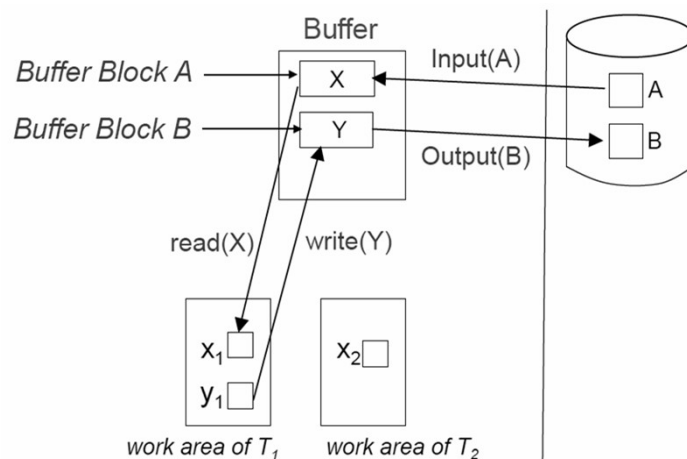 Buffer
Buffer Block A
X
Input(A)
A
Buffer Block B
Y
Output(B)
B
read(X)
write(Y)
x1
x2
y1
work area of T1
work area of T2